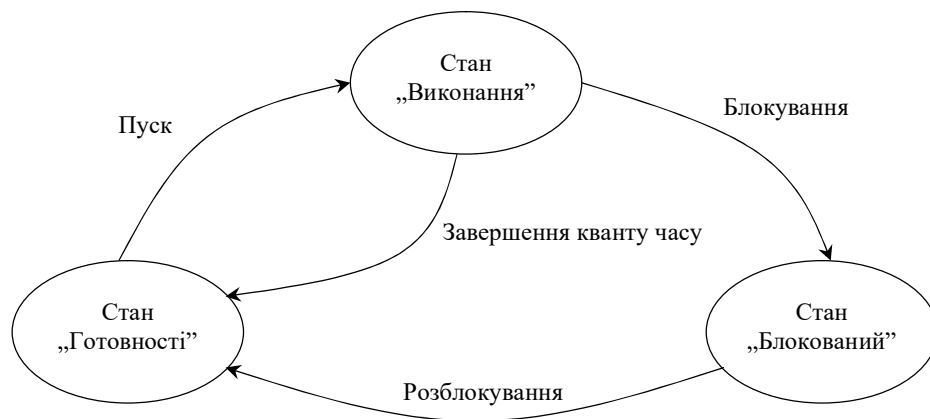 Стан
„Виконання”
Блокування
Пуск
Завершення кванту часу
Стан
„Готовності”
Стан
„Блокований”
Розблокування